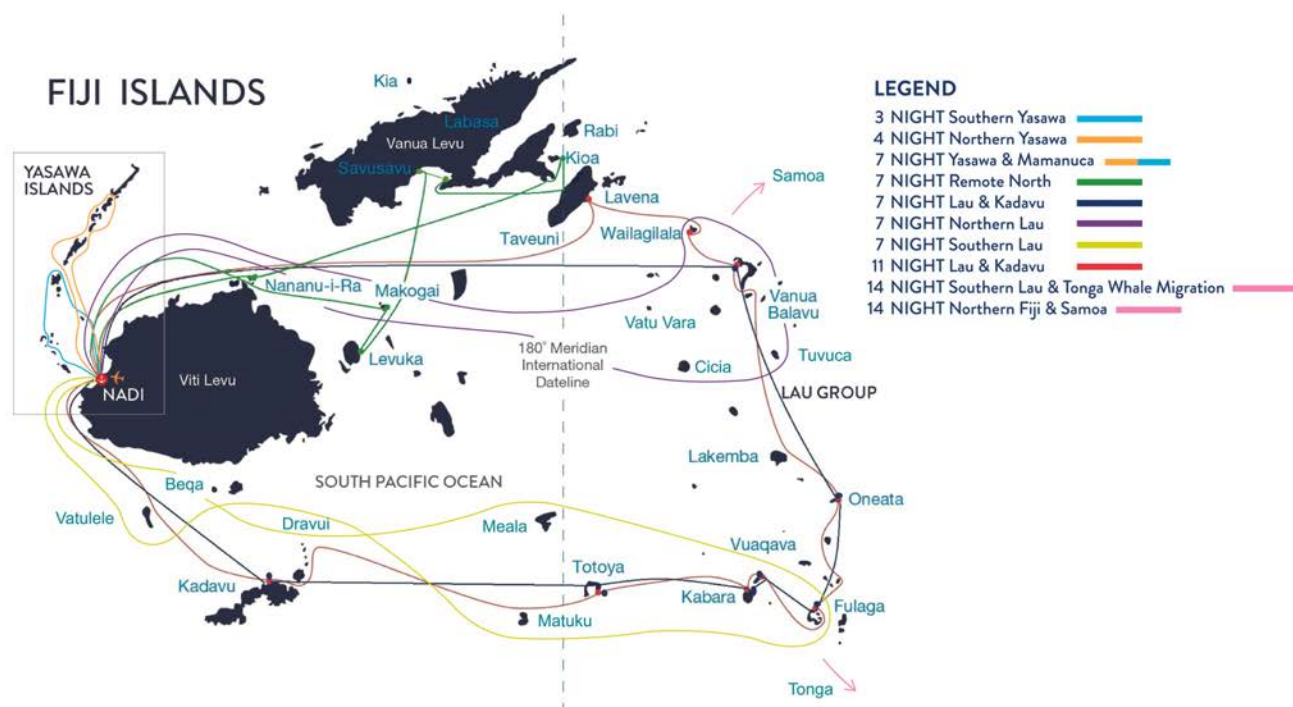 FIJI ISLANDS
Kia
Labasa
Vanua Levu
Rabi
Kioa
Savusavu
YASAWA
ISLANDS
Samoa
Lavena
Taveuni
Wailagilala
Nananu-i-Ra
Makogai
Vanua
Balavu
Vatu Vara
Levuka
180° Meridian
International
Dateline
Tuvuca
Cicia
Viti Levu
NADI
LAU GROUP
Lakemba
SOUTH PACIFIC OCEAN
Beqa
Oneata
Vatulele
Dravui
Meala
Vuaqava
Totoya
Kadavu
Kabara
Fulaga
Matuku
Tonga
LEGEND
3 NIGHT Southern Yasawa
4 NIGHT Northern Yasawa
7 NIGHT Yasawa & Mamanuca
7 NIGHT Remote North
7 NIGHT Lau & Kadavu
7 NIGHT Northern Lau
7 NIGHT Southern Lau
11 NIGHT Lau & Kadavu
14 NIGHT Southern Lau & Tonga Whale Migration
14 NIGHT Northern Fiji & Samoa